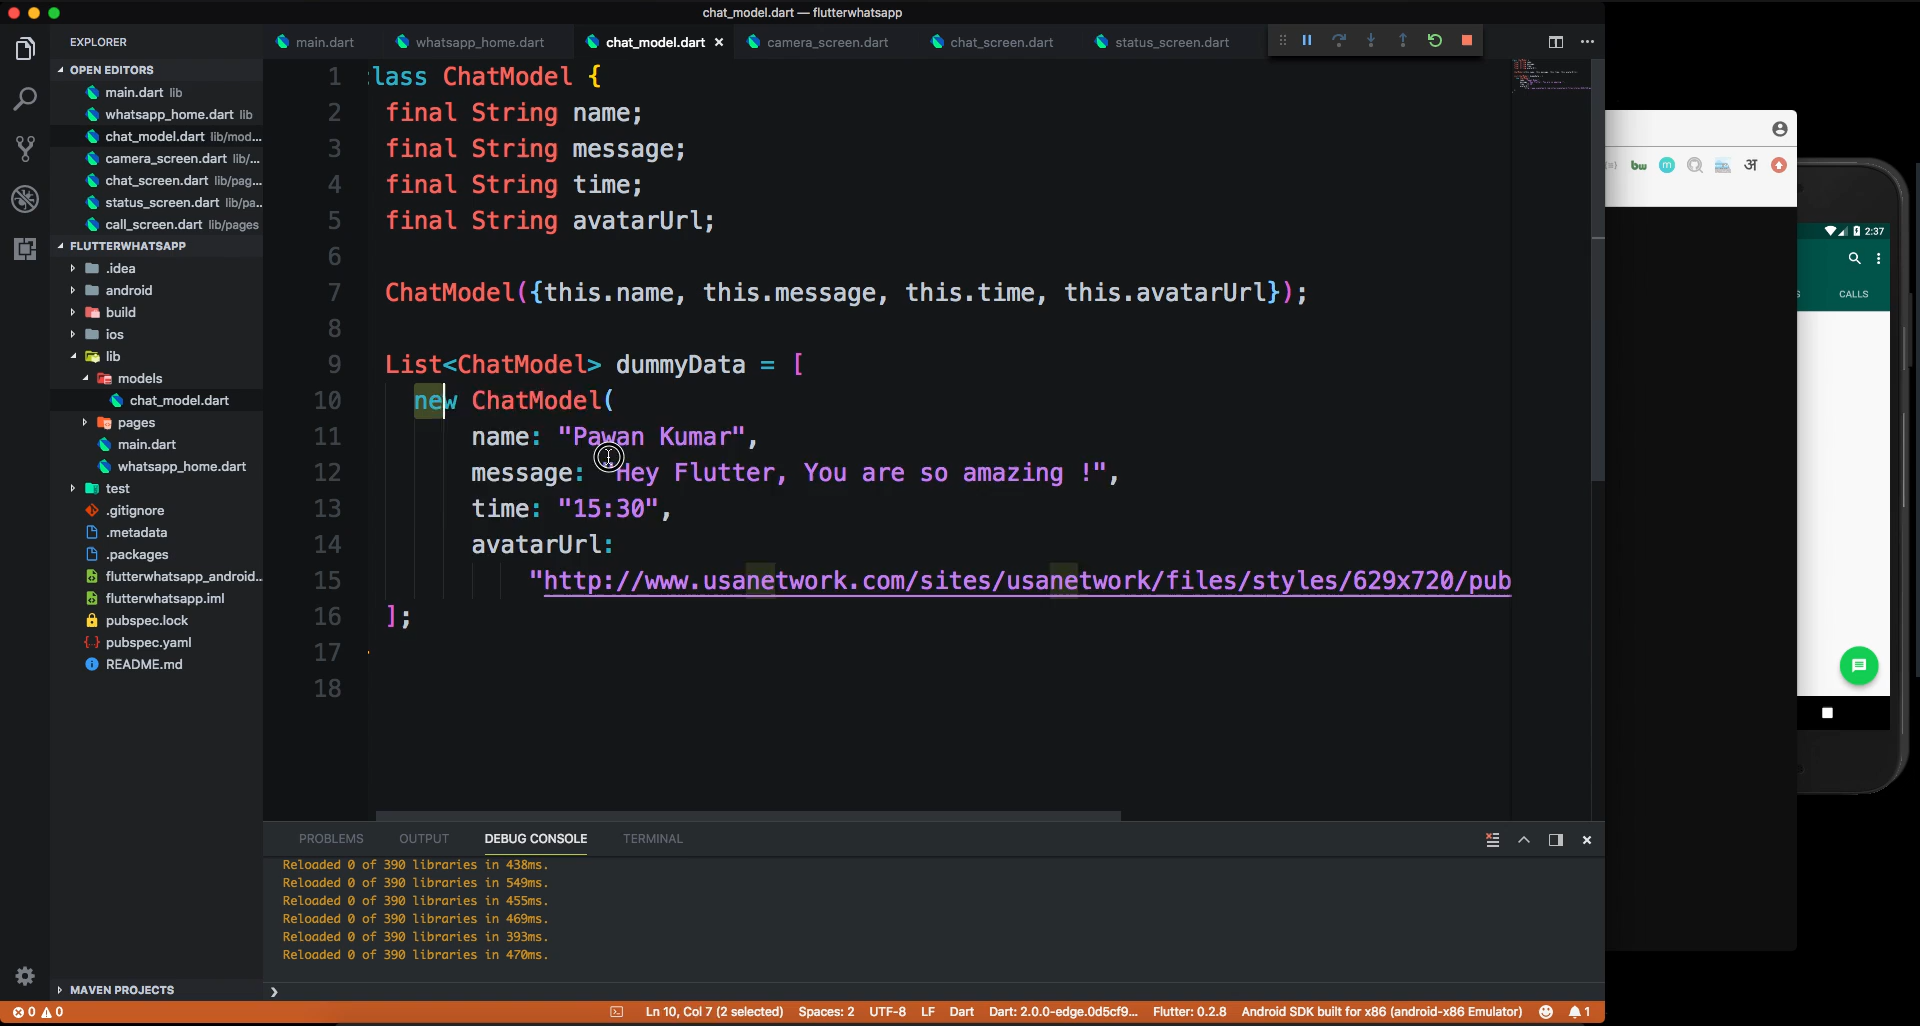 chat_model.dart — flutterwhatsapp
EXPLORER
OPEN EDITORS
main.dart lib
whatsapp_home.dart lib
chat_model.dart lib/mod...
camera_screen.dart lib/...
chat_screen.dart lib/pag...
status_screen.dart lib/pa...
call_screen.dart lib/pages
FLUTTERWHATSAPP
.idea
android
build
ios
lib
models
chat_model.dart
pages
main.dart
whatsapp_home.dart
test
.gitignore
.metadata
.packages
flutterwhatsapp_android...
flutterwhatsapp.iml
pubspec.lock
pubspec.yaml
README.md
MAVEN PROJECTS
main.dart whatsapp_home.dart chat_model.dart camera_screen.dart chat_screen.dart status_screen.dart
1 lass ChatModel {
2 final String name;
3 final String message;
4 final String time;
5 final String avatarUrl;
6
7 ChatModel({this.name, this.message, this.time, this.avatarUrl});
8
9 List<ChatModel> dummyData = [
10 new ChatModel(
11 name: "Pawan Kumar",
12 message: "Hey Flutter, You are so amazing !",
13 time: "15:30",
14 avatarUrl:
15 "http://www.usanetwork.com/sites/usanetwork/files/styles/629x720/pub
16 ];
17
18
PROBLEMS OUTPUT DEBUG CONSOLE TERMINAL
Reloaded 0 of 390 libraries in 438ms.
Reloaded 0 of 390 libraries in 549ms.
Reloaded 0 of 390 libraries in 455ms.
Reloaded 0 of 390 libraries in 469ms.
Reloaded 0 of 390 libraries in 393ms.
Reloaded 0 of 390 libraries in 470ms.
0 0 Ln 10, Col 7 (2 selected) Spaces: 2 UTF-8 LF Dart Dart: 2.0.0-edge.0d5cf9... Flutter: 0.2.8 Android SDK built for x86 (android-x86 Emulator) 1
bw m अ
2:37
S CALLS